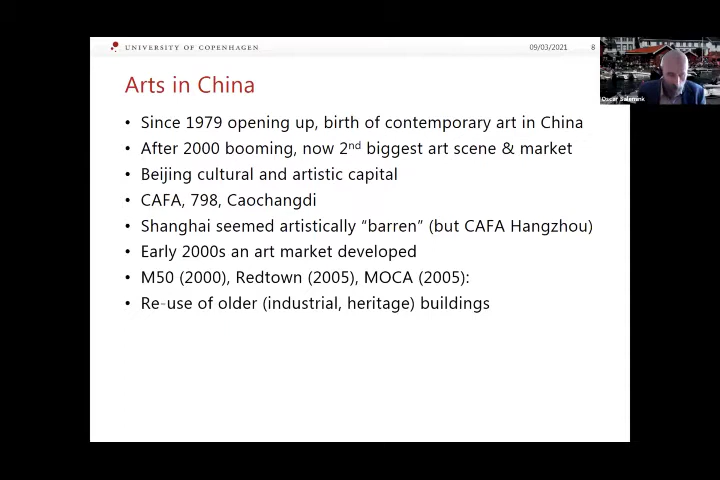 UNIVERSITY OF COPENHAGEN
09/03/2021 8
Oscar Salemink
Arts in China
• Since 1979 opening up, birth of contemporary art in China
• After 2000 booming, now 2nd biggest art scene & market
• Beijing cultural and artistic capital
• CAFA, 798, Caochangdi
• Shanghai seemed artistically “barren” (but CAFA Hangzhou)
• Early 2000s an art market developed
• M50 (2000), Redtown (2005), MOCA (2005):
• Re-use of older (industrial, heritage) buildings